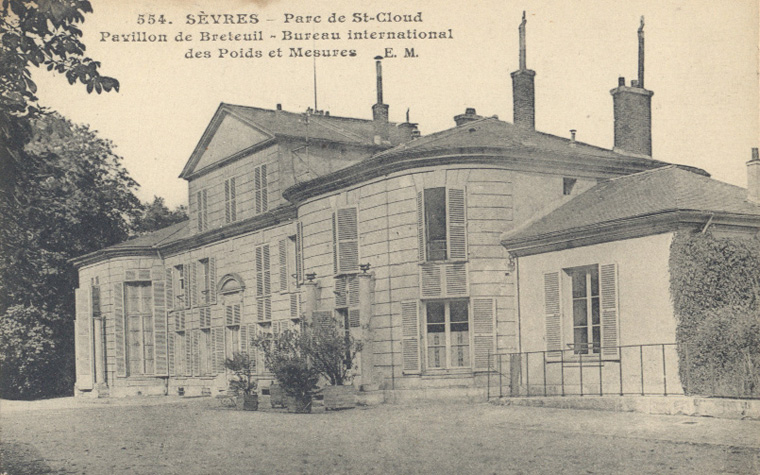 554. SÈVRES - Parc de St-Cloud
Pavillon de Breteuil - Bureau international
des Poids et Mesures E. M.